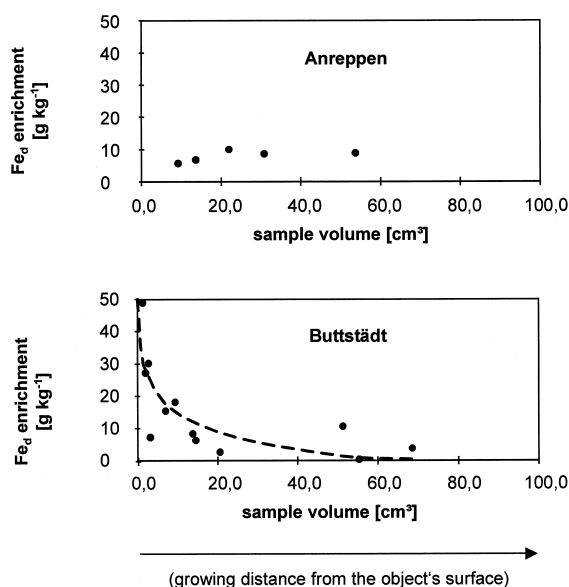 50
40
30
20
10
0
Fe_d enrichment
[g kg⁻¹]
Anreppen
0,0 20,0 40,0 60,0 80,0 100,0
sample volume [cm³]
50
40
30
20
10
0
Fe_d enrichment
[g kg⁻¹]
Buttstädt
0,0 20,0 40,0 60,0 80,0 100,0
sample volume [cm³]
(growing distance from the object‘s surface)